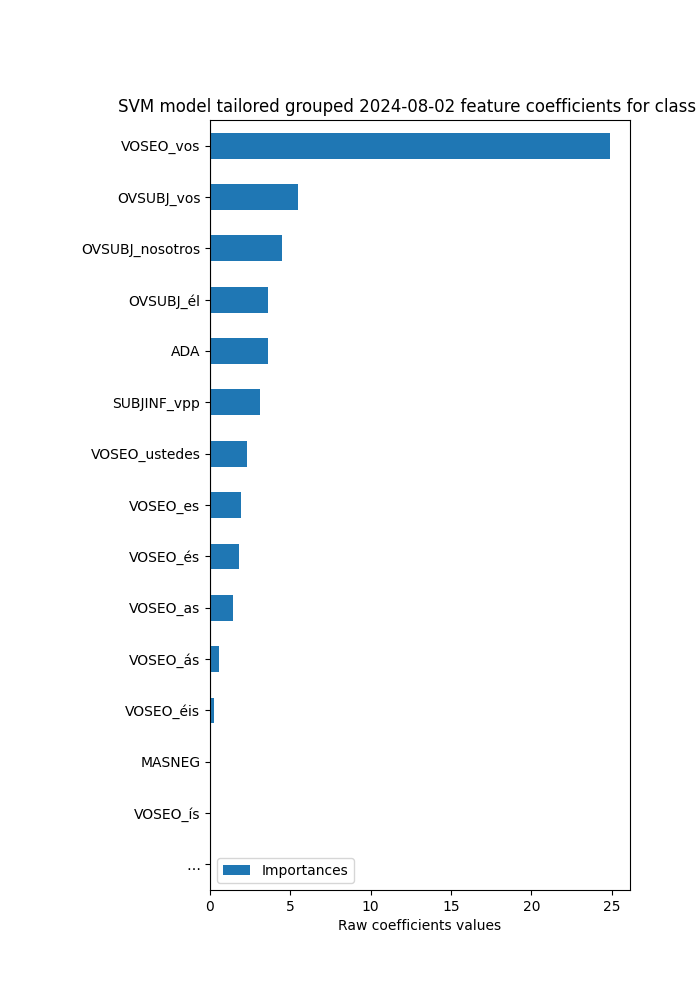 SVM model tailored grouped 2024-08-02 feature coefficients for class
VOSEO_vos
OVSUBJ_vos
OVSUBJ_nosotros
OVSUBJ_él
ADA
SUBJINF_vpp
VOSEO_ustedes
VOSEO_es
VOSEO_és
VOSEO_as
VOSEO_ás
VOSEO_éis
MASNEG
VOSEO_ís
...
Importances
0 5 10 15 20 25
Raw coefficients values